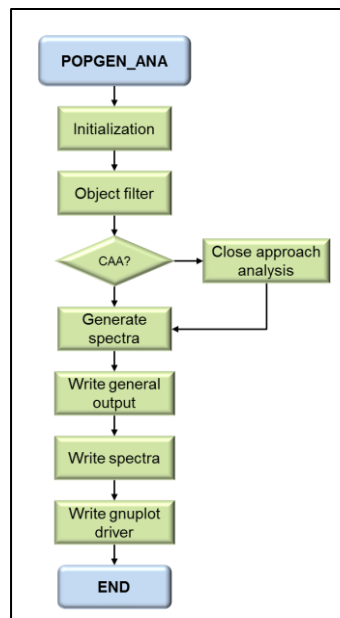 POPGEN_ANA
Initialization
Object filter
CAA?
Close approach
analysis
Generate
spectra
Write general
output
Write spectra
Write gnuplot
driver
END